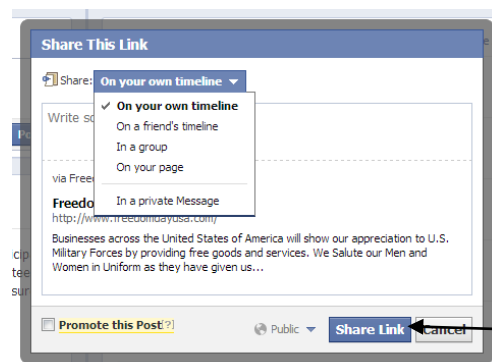 Share This Link
Share: On your own timeline
On your own timeline
Write
On a friend's timeline
In a group
On your page
via
In a private Message
http://www.freedomdayusa.com/
Businesses across the United States of America will show our appreciation to U.S.
Military Forces by providing free goods and services. We Salute our Men and
Women in Uniform as they have given us...
Promote this Post[?]
Public
Share Link
Cancel